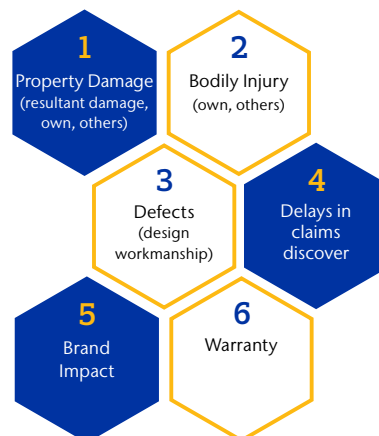 1
Property Damage
(resultant damage,
own, others)
2
Bodily Injury
(own, others)
3
Defects
(design
workmanship)
4
Delays in
claims
discover
5
Brand
Impact
6
Warranty